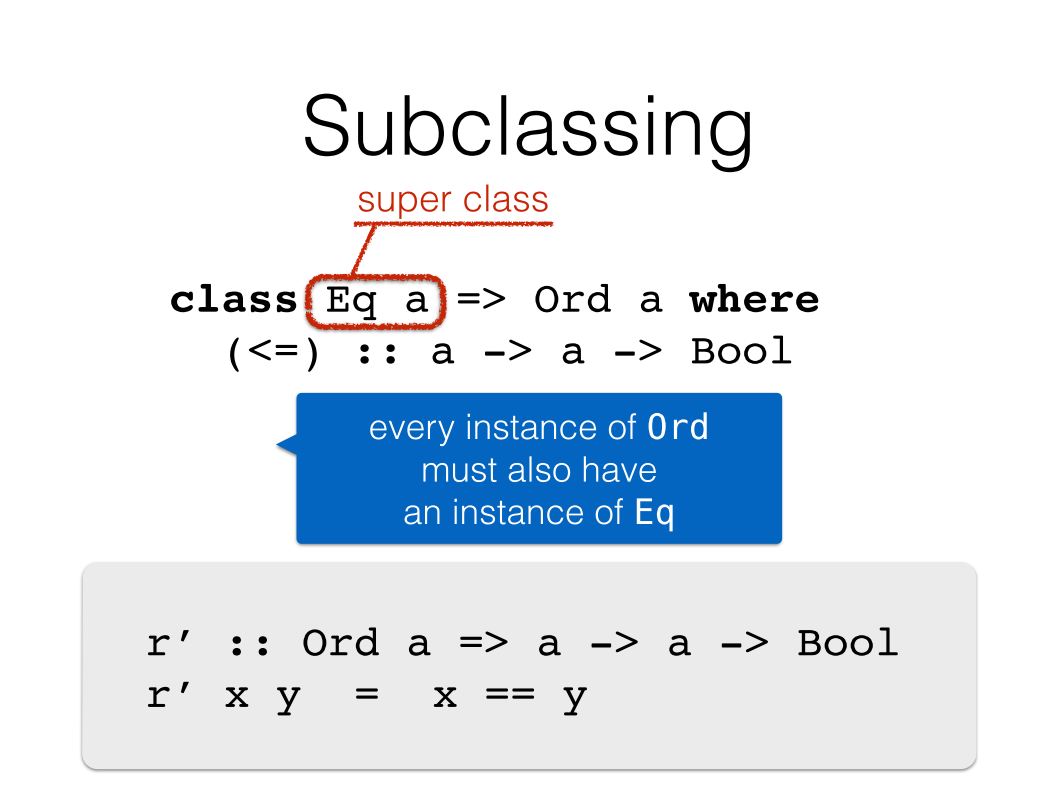 Subclassing
super class
class Eq a => Ord a where
(<=) :: a -> a -> Bool
every instance of Ord
must also have
an instance of Eq
r’ :: Ord a => a -> a -> Bool
r’ x y  =  x == y